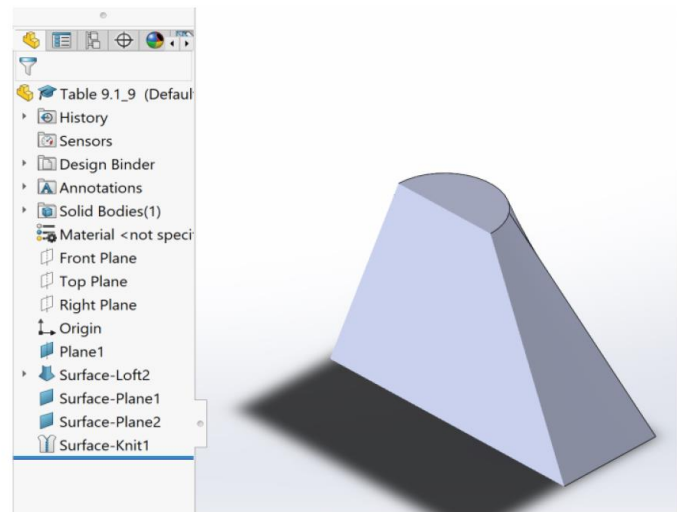 Table 9.1_9 (Defaul
History
Sensors
Design Binder
Annotations
Solid Bodies(1)
Material <not speci
Front Plane
Top Plane
Right Plane
Origin
Plane1
Surface-Loft2
Surface-Plane1
Surface-Plane2
Surface-Knit1